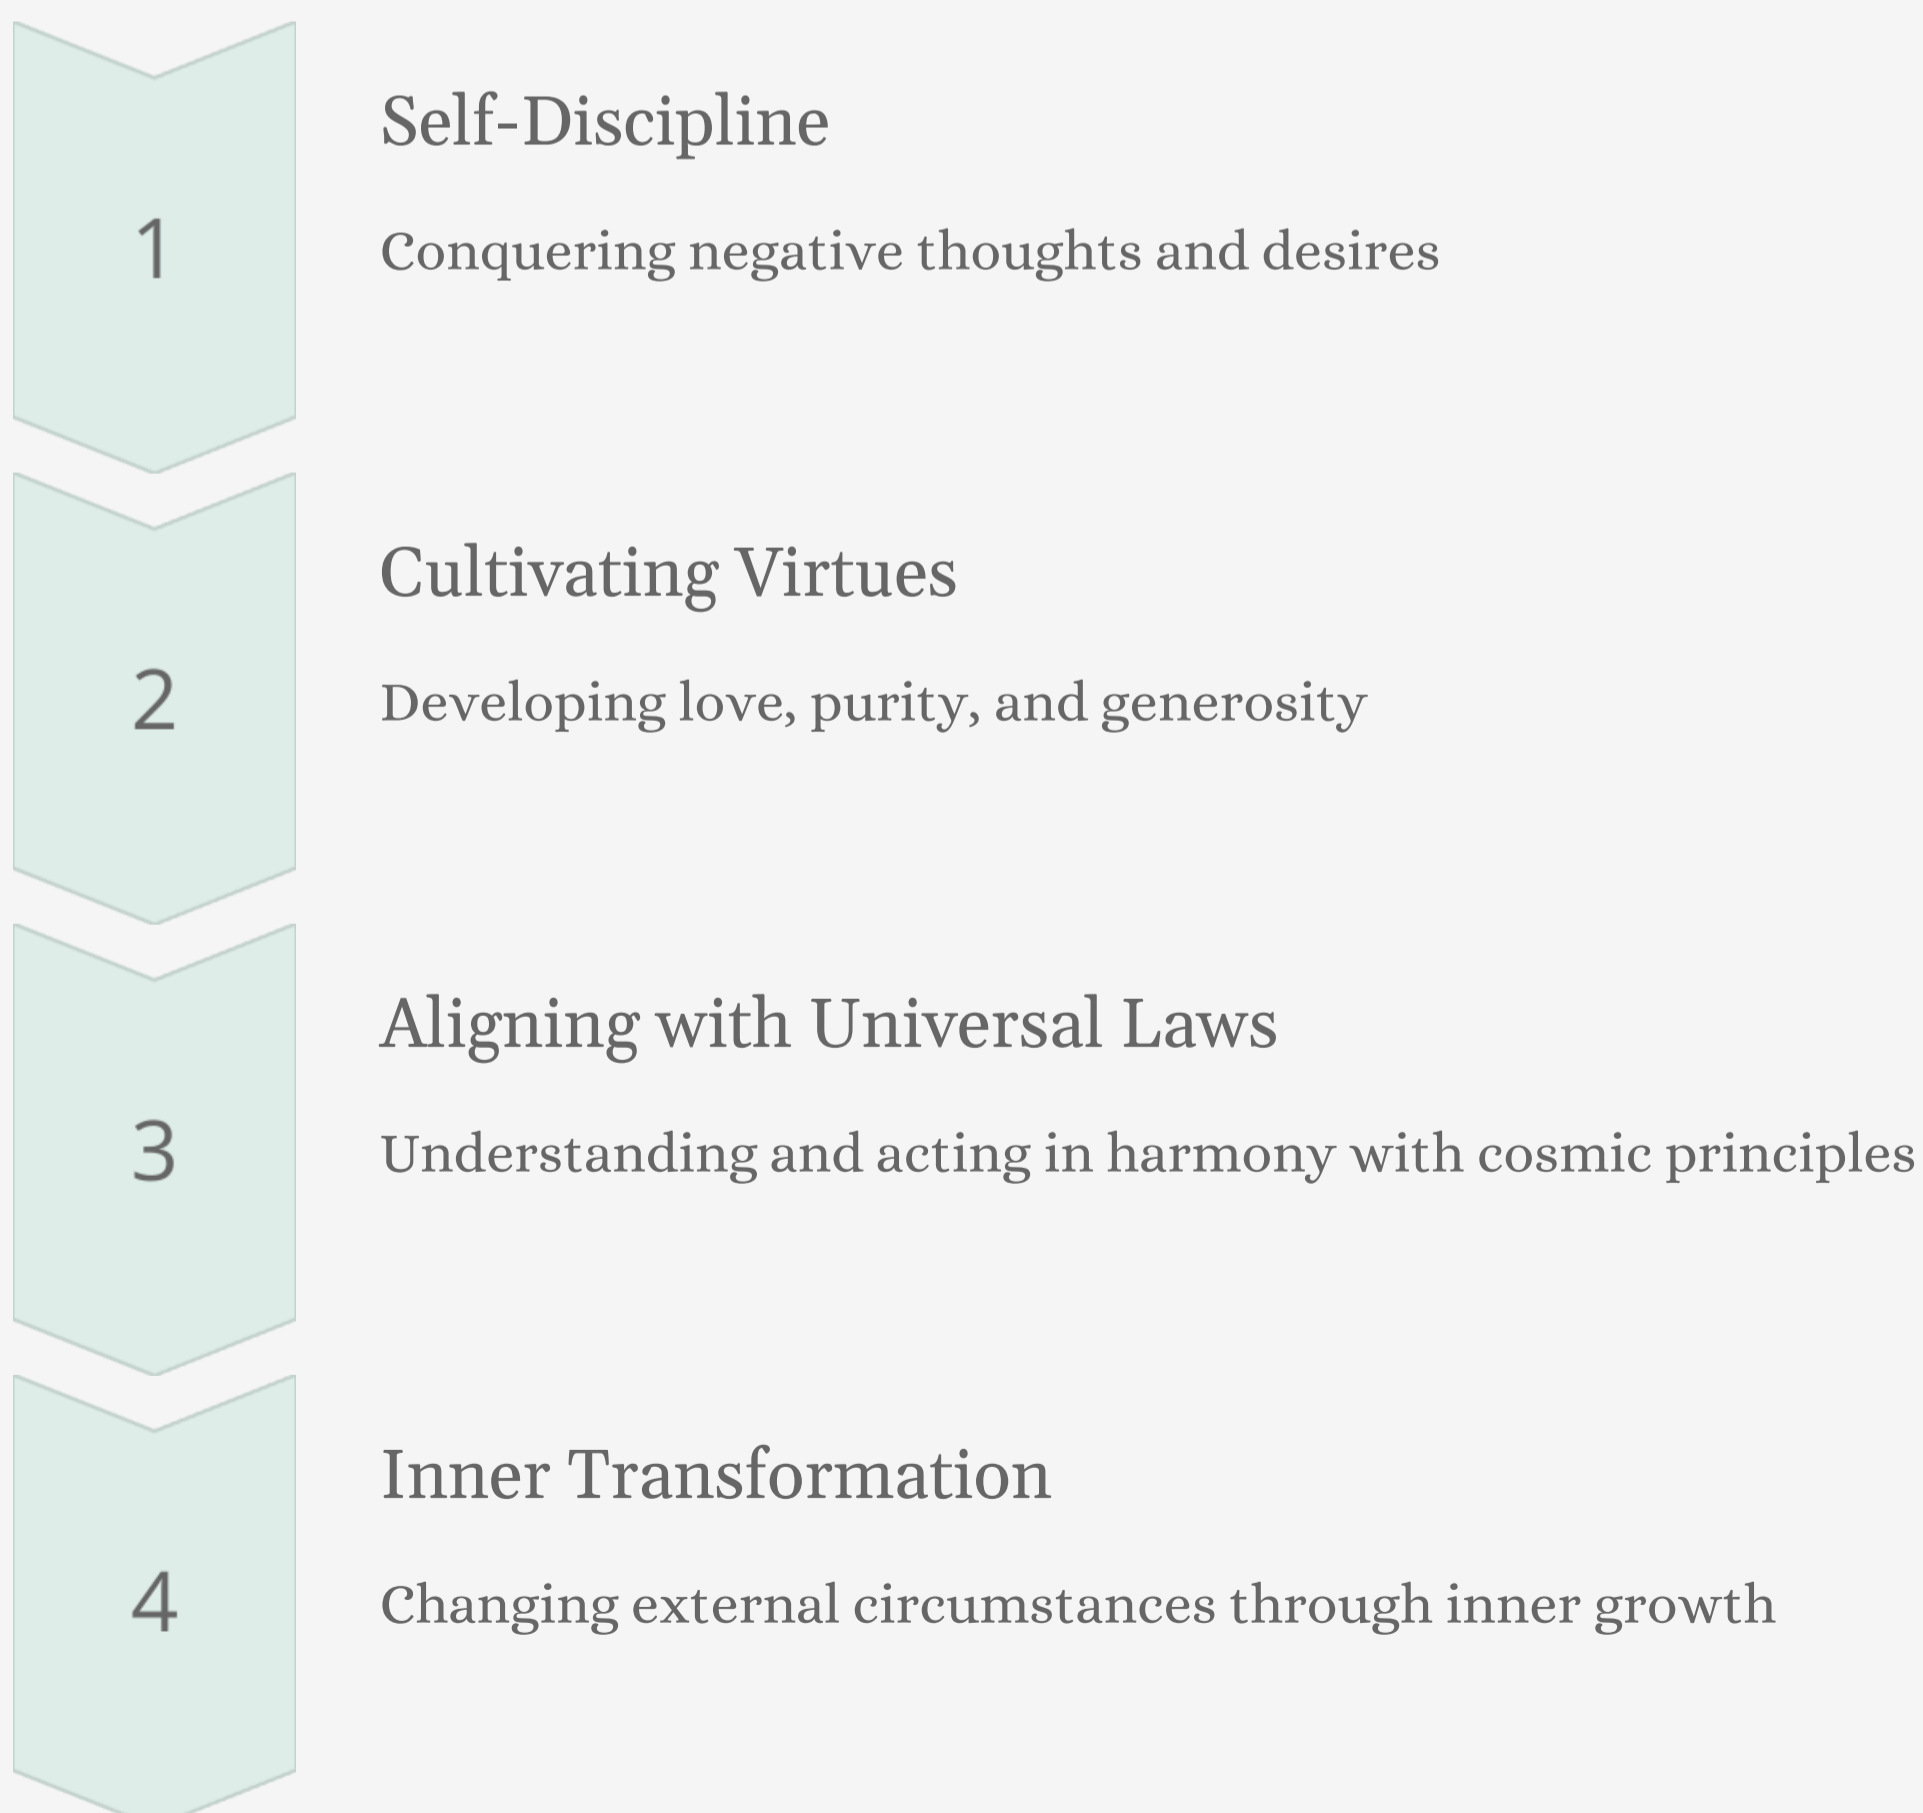 Self-Discipline
1
Conquering negative thoughts and desires
Cultivating Virtues
2
Developing love, purity, and generosity
Aligning with Universal Laws
3
Understanding and acting in harmony with cosmic principles
Inner Transformation
4
Changing external circumstances through inner growth